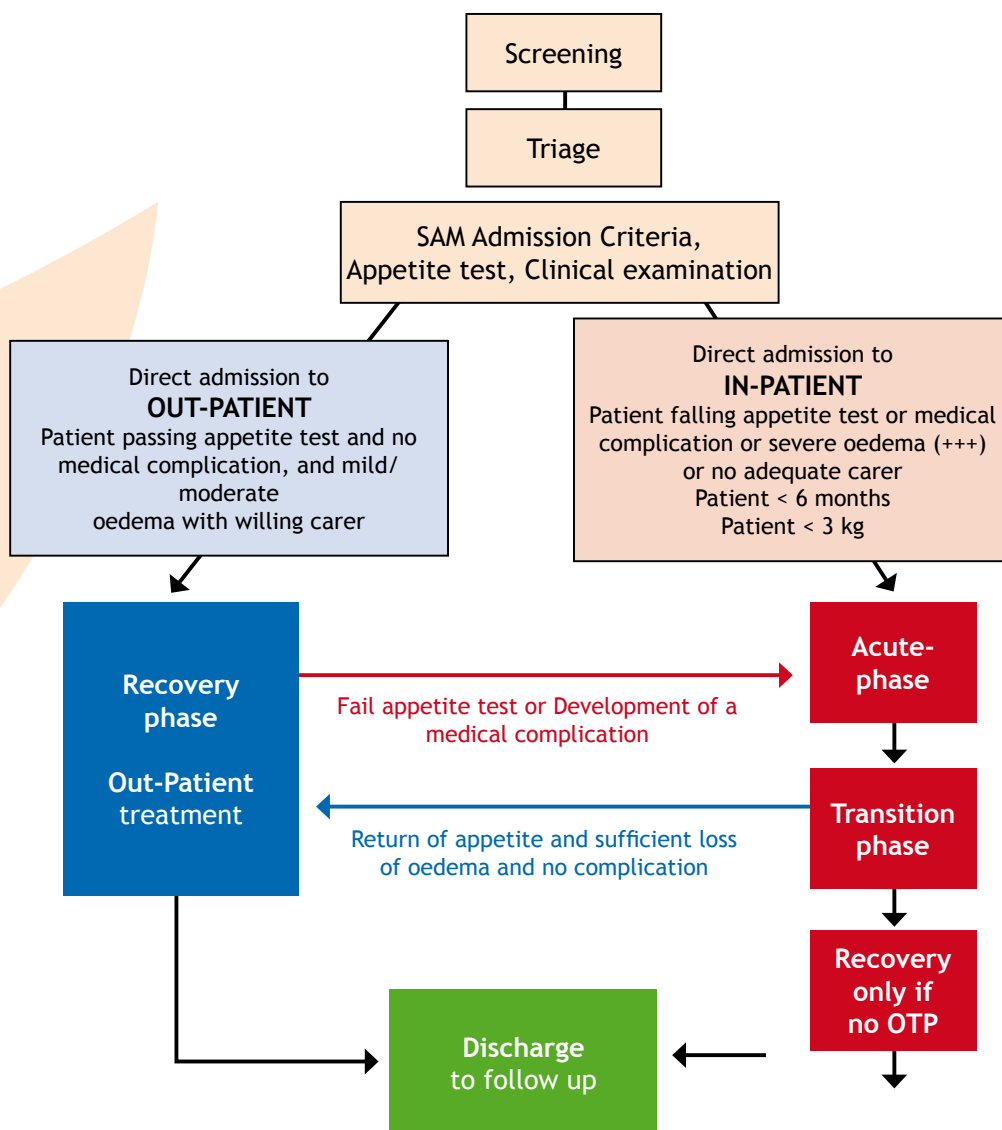 Screening
Triage
SAM Admission Criteria,
Appetite test, Clinical examination
Direct admission to
OUT-PATIENT
Patient passing appetite test and no
medical complication, and mild/
moderate
oedema with willing carer
Direct admission to
IN-PATIENT
Patient falling appetite test or medical
complication or severe oedema (+++)
or no adequate carer
Patient < 6 months
Patient < 3 kg
Recovery
phase
Out-Patient
treatment
Fail appetite test or Development of a
medical complication
Acute-
phase
Return of appetite and sufficient loss
of oedema and no complication
Transition
phase
Recovery
only if
no OTP
Discharge
to follow up